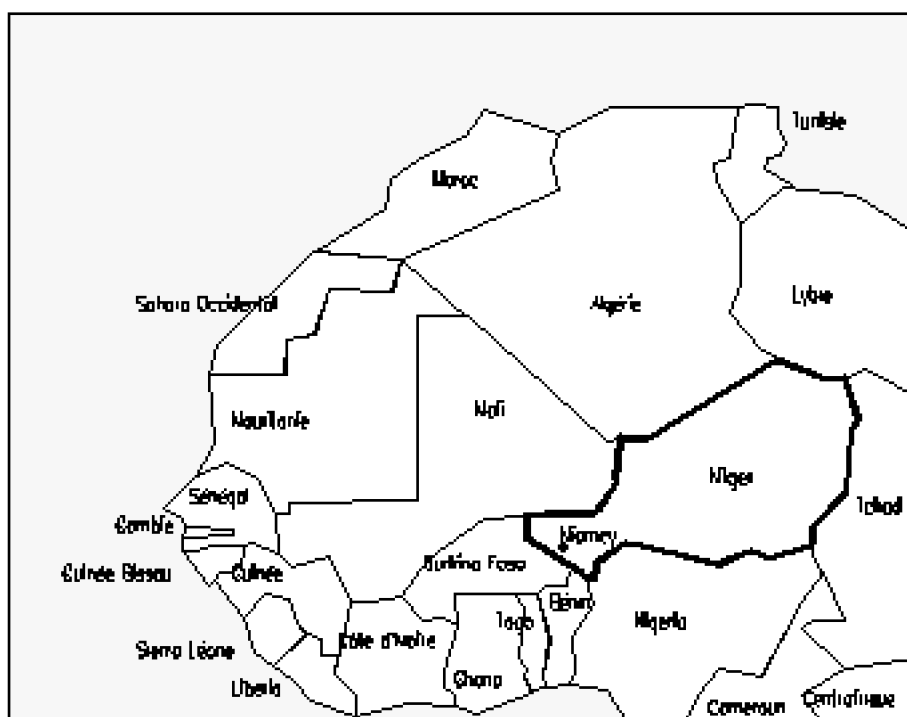 Tunisie
Maroc
Sahara Occidental
Algérie
Lybie
Mauritanie
Mali
Niger
Sénégal
Tchad
Gambie
Niamey
Guinée Bissau
Guinée
Burkina Faso
Bénin
Togo
Nigeria
Côte d'Ivoire
Sierra Léone
Ghana
Liberia
Cameroun
Centrafrique